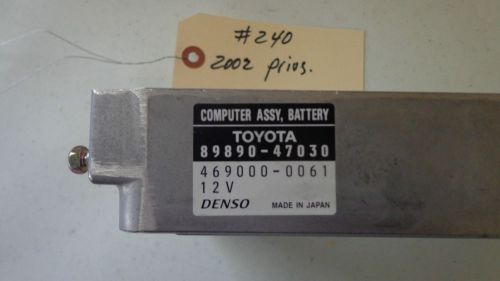 #240
2002 prius.
COMPUTER ASSY, BATTERY
TOYOTA
89890-47030
469000-0061
12V
DENSO MADE IN JAPAN